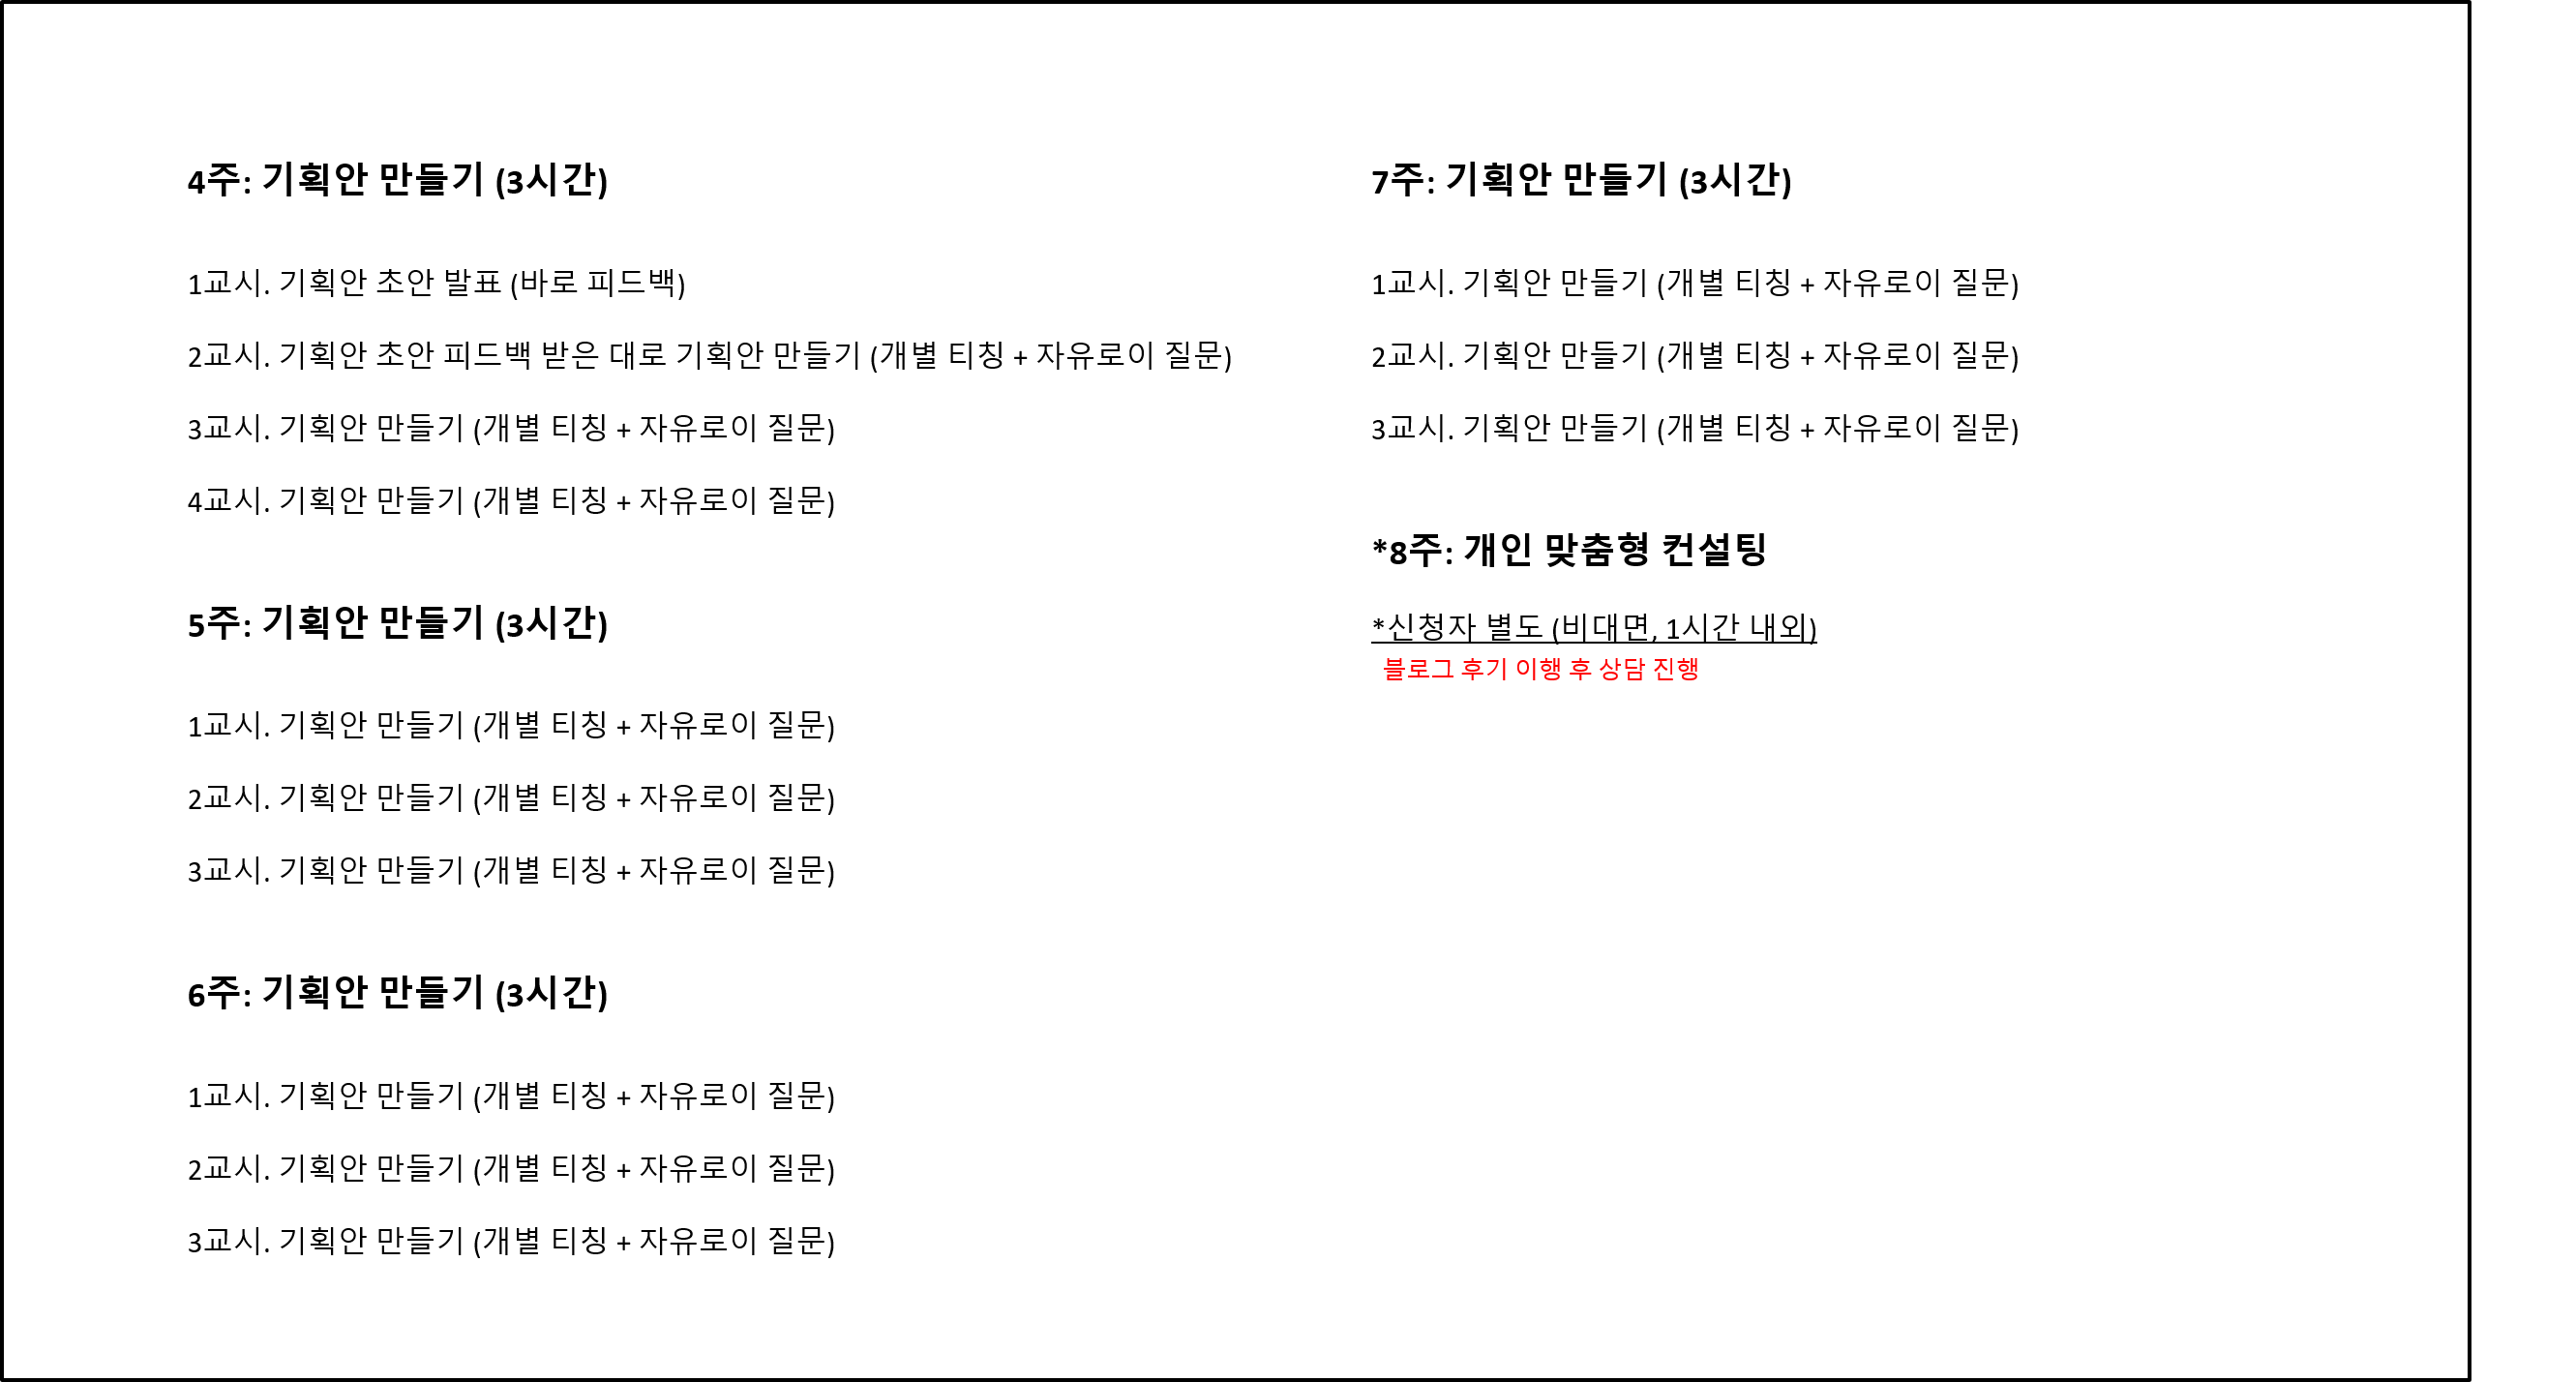 4주: 기획안 만들기 (3시간)
1교시. 기획안 초안 발표 (바로 피드백)
2교시. 기획안 초안 피드백 받은 대로 기획안 만들기 (개별 티칭 + 자유로이 질문)
3교시. 기획안 만들기 (개별 티칭 + 자유로이 질문)
4교시. 기획안 만들기 (개별 티칭 + 자유로이 질문)
5주: 기획안 만들기 (3시간)
1교시. 기획안 만들기 (개별 티칭 + 자유로이 질문)
2교시. 기획안 만들기 (개별 티칭 + 자유로이 질문)
3교시. 기획안 만들기 (개별 티칭 + 자유로이 질문)
6주: 기획안 만들기 (3시간)
1교시. 기획안 만들기 (개별 티칭 + 자유로이 질문)
2교시. 기획안 만들기 (개별 티칭 + 자유로이 질문)
3교시. 기획안 만들기 (개별 티칭 + 자유로이 질문)
7주: 기획안 만들기 (3시간)
1교시. 기획안 만들기 (개별 티칭 + 자유로이 질문)
2교시. 기획안 만들기 (개별 티칭 + 자유로이 질문)
3교시. 기획안 만들기 (개별 티칭 + 자유로이 질문)
*8주: 개인 맞춤형 컨설팅
*신청자 별도 (비대면, 1시간 내외)
블로그 후기 이행 후 상담 진행